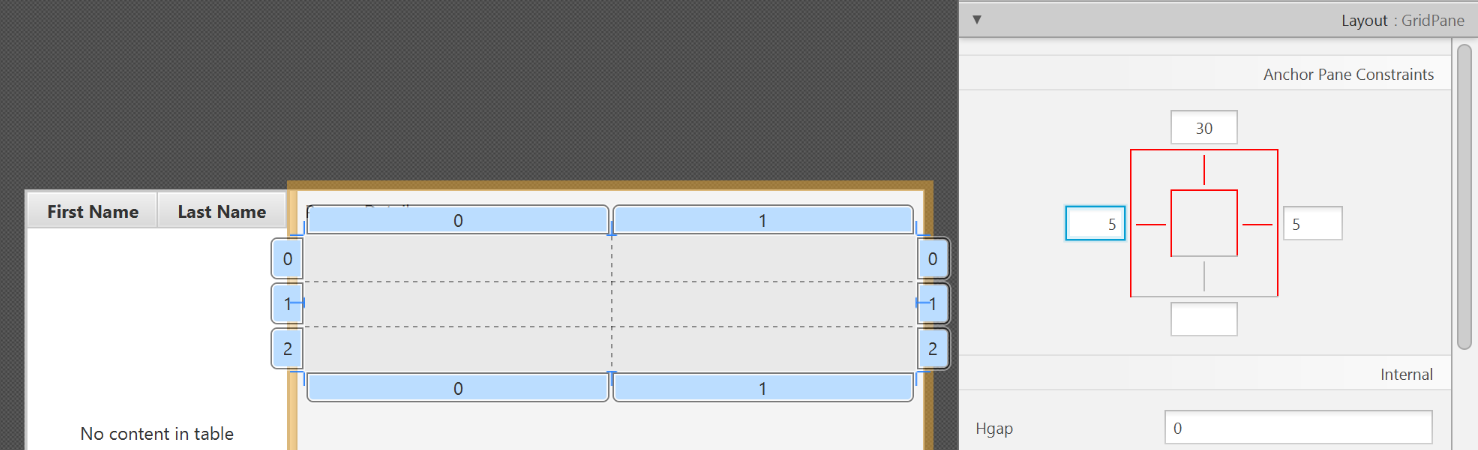 Layout : GridPane
Anchor Pane Constraints
30
5
5
Internal
Hgap
0
First Name
Last Name
0
1
0
0
1
1
2
2
0
1
No content in table